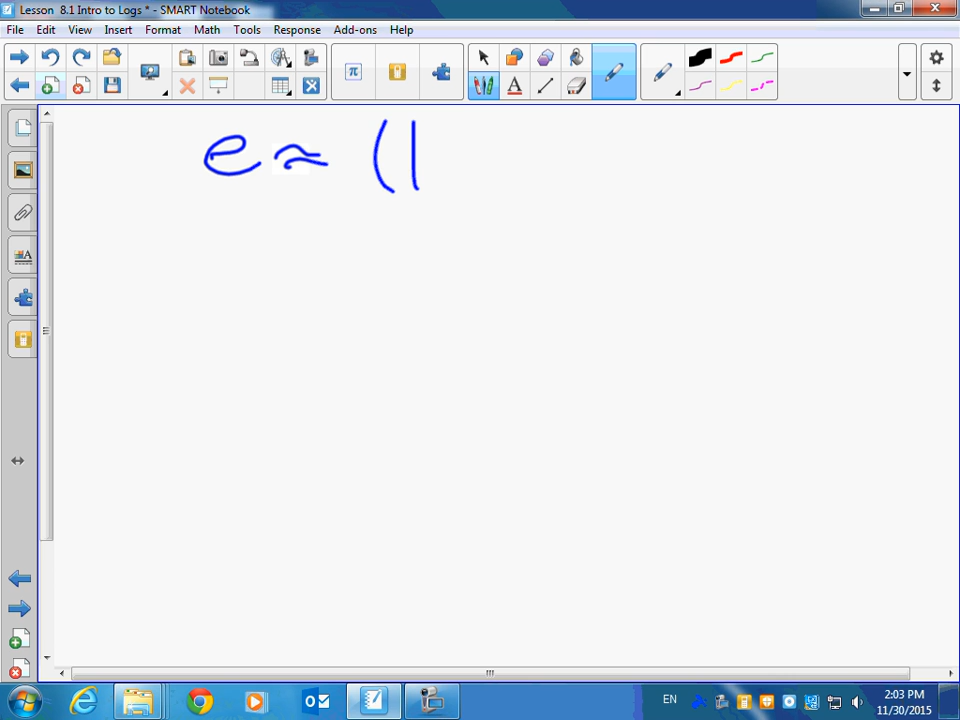 Lesson 8.1 Intro to Logs * - SMART Notebook
File Edit View Insert Format Math Tools Response Add-ons Help
e ≈ (1
EN
2:03 PM
11/30/2015